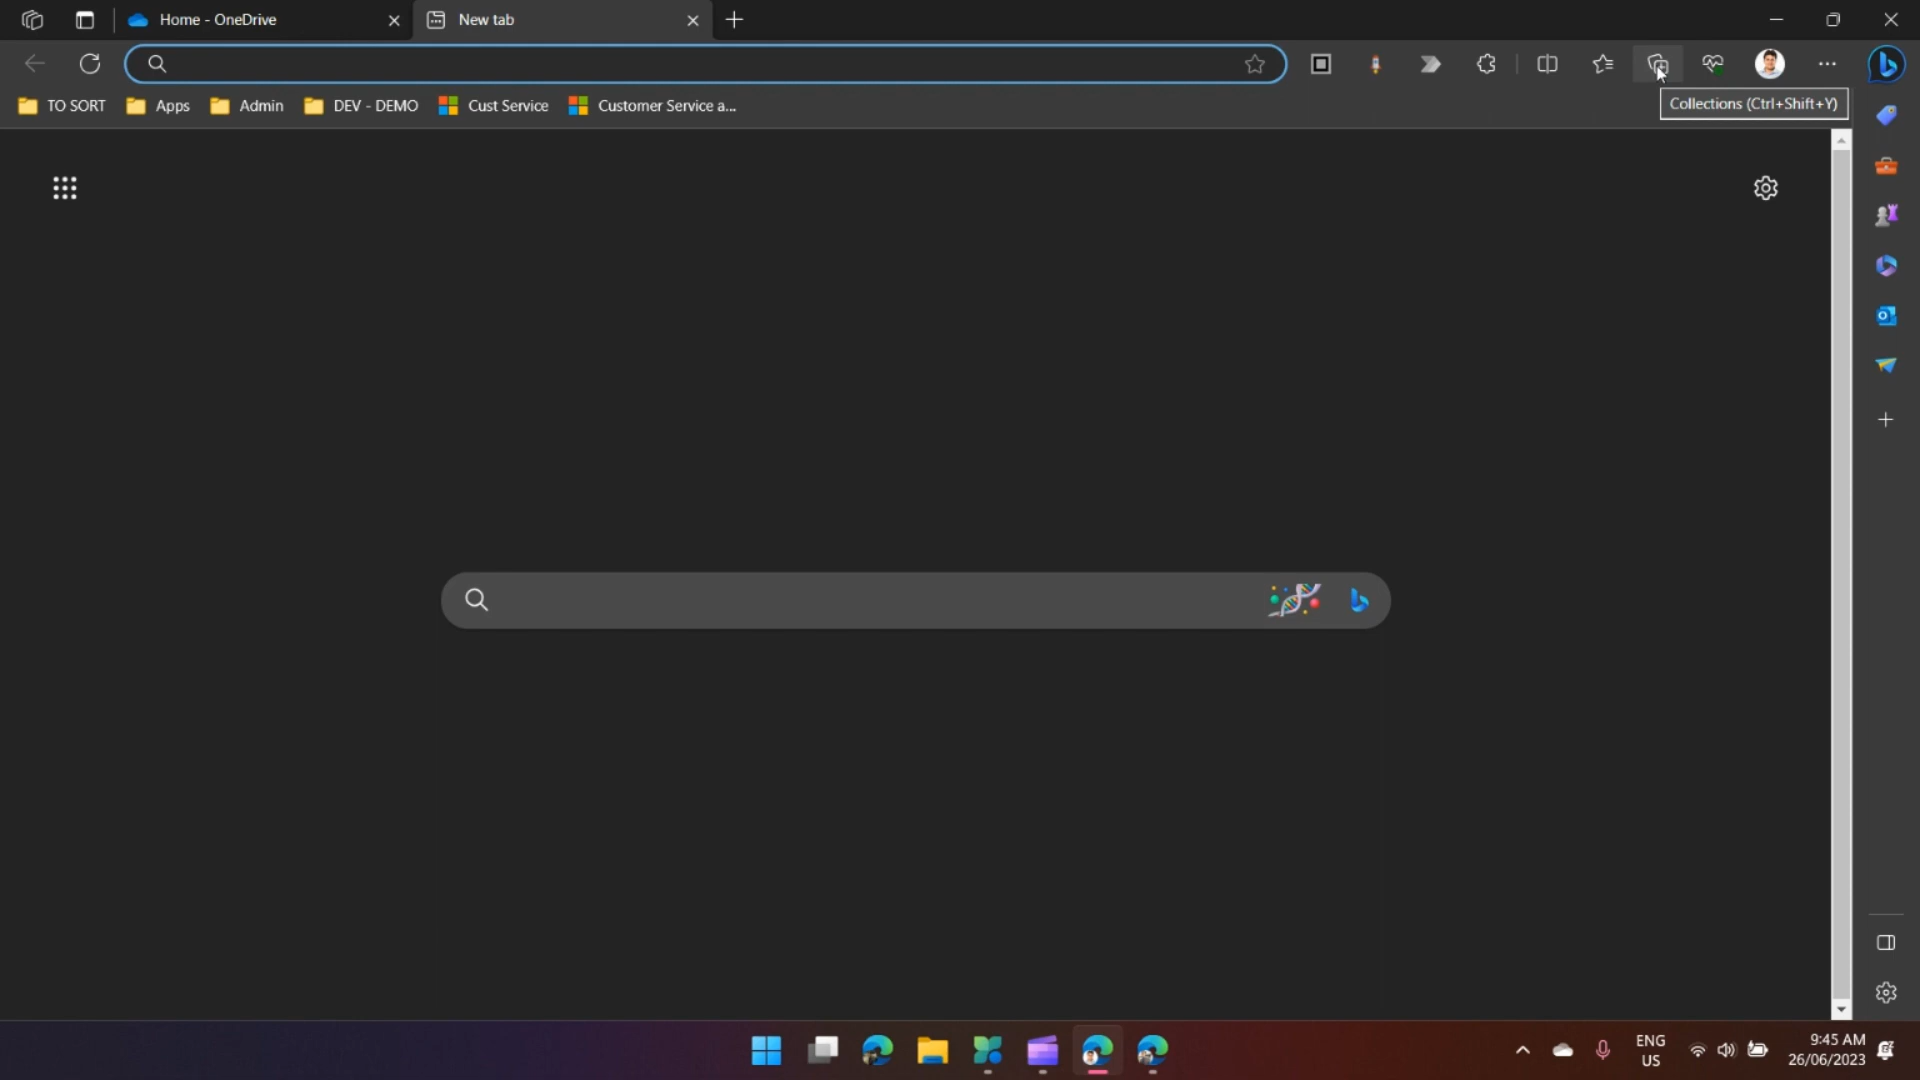 Home - OneDrive
New tab
TO SORT
Apps
Admin
DEV - DEMO
Cust Service
Customer Service a...
Collections (Ctrl+Shift+Y)
ENG
US
9:45 AM
26/06/2023